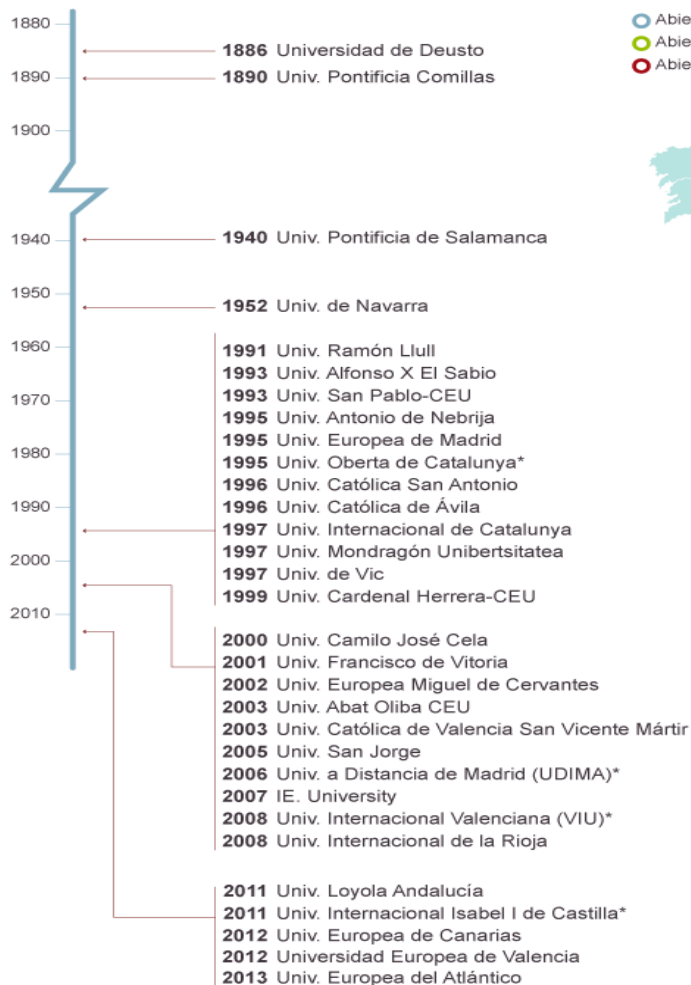 1880
1890
1900
1940
1950
1960
1970
1980
1990
2000
2010
1886 Universidad de Deusto
1890 Univ. Pontificia Comillas
1940 Univ. Pontificia de Salamanca
1952 Univ. de Navarra
1991 Univ. Ramón Llull
1993 Univ. Alfonso X El Sabio
1993 Univ. San Pablo-CEU
1995 Univ. Antonio de Nebrija
1995 Univ. Europea de Madrid
1995 Univ. Oberta de Catalunya*
1996 Univ. Católica San Antonio
1996 Univ. Católica de Ávila
1997 Univ. Internacional de Catalunya
1997 Univ. Mondragón Unibertsitatea
1997 Univ. de Vic
1999 Univ. Cardenal Herrera-CEU
2000 Univ. Camilo José Cela
2001 Univ. Francisco de Vitoria
2002 Univ. Europea Miguel de Cervantes
2003 Univ. Abat Oliba CEU
2003 Univ. Católica de Valencia San Vicente Mártir
2005 Univ. San Jorge
2006 Univ. a Distancia de Madrid (UDIMA)*
2007 IE. University
2008 Univ. Internacional Valenciana (VIU)*
2008 Univ. Internacional de la Rioja
2011 Univ. Loyola Andalucía
2011 Univ. Internacional Isabel I de Castilla*
2012 Univ. Europea de Canarias
2012 Universidad Europea de Valencia
2013 Univ. Europea del Atlántico
Abie
Abie
Abie